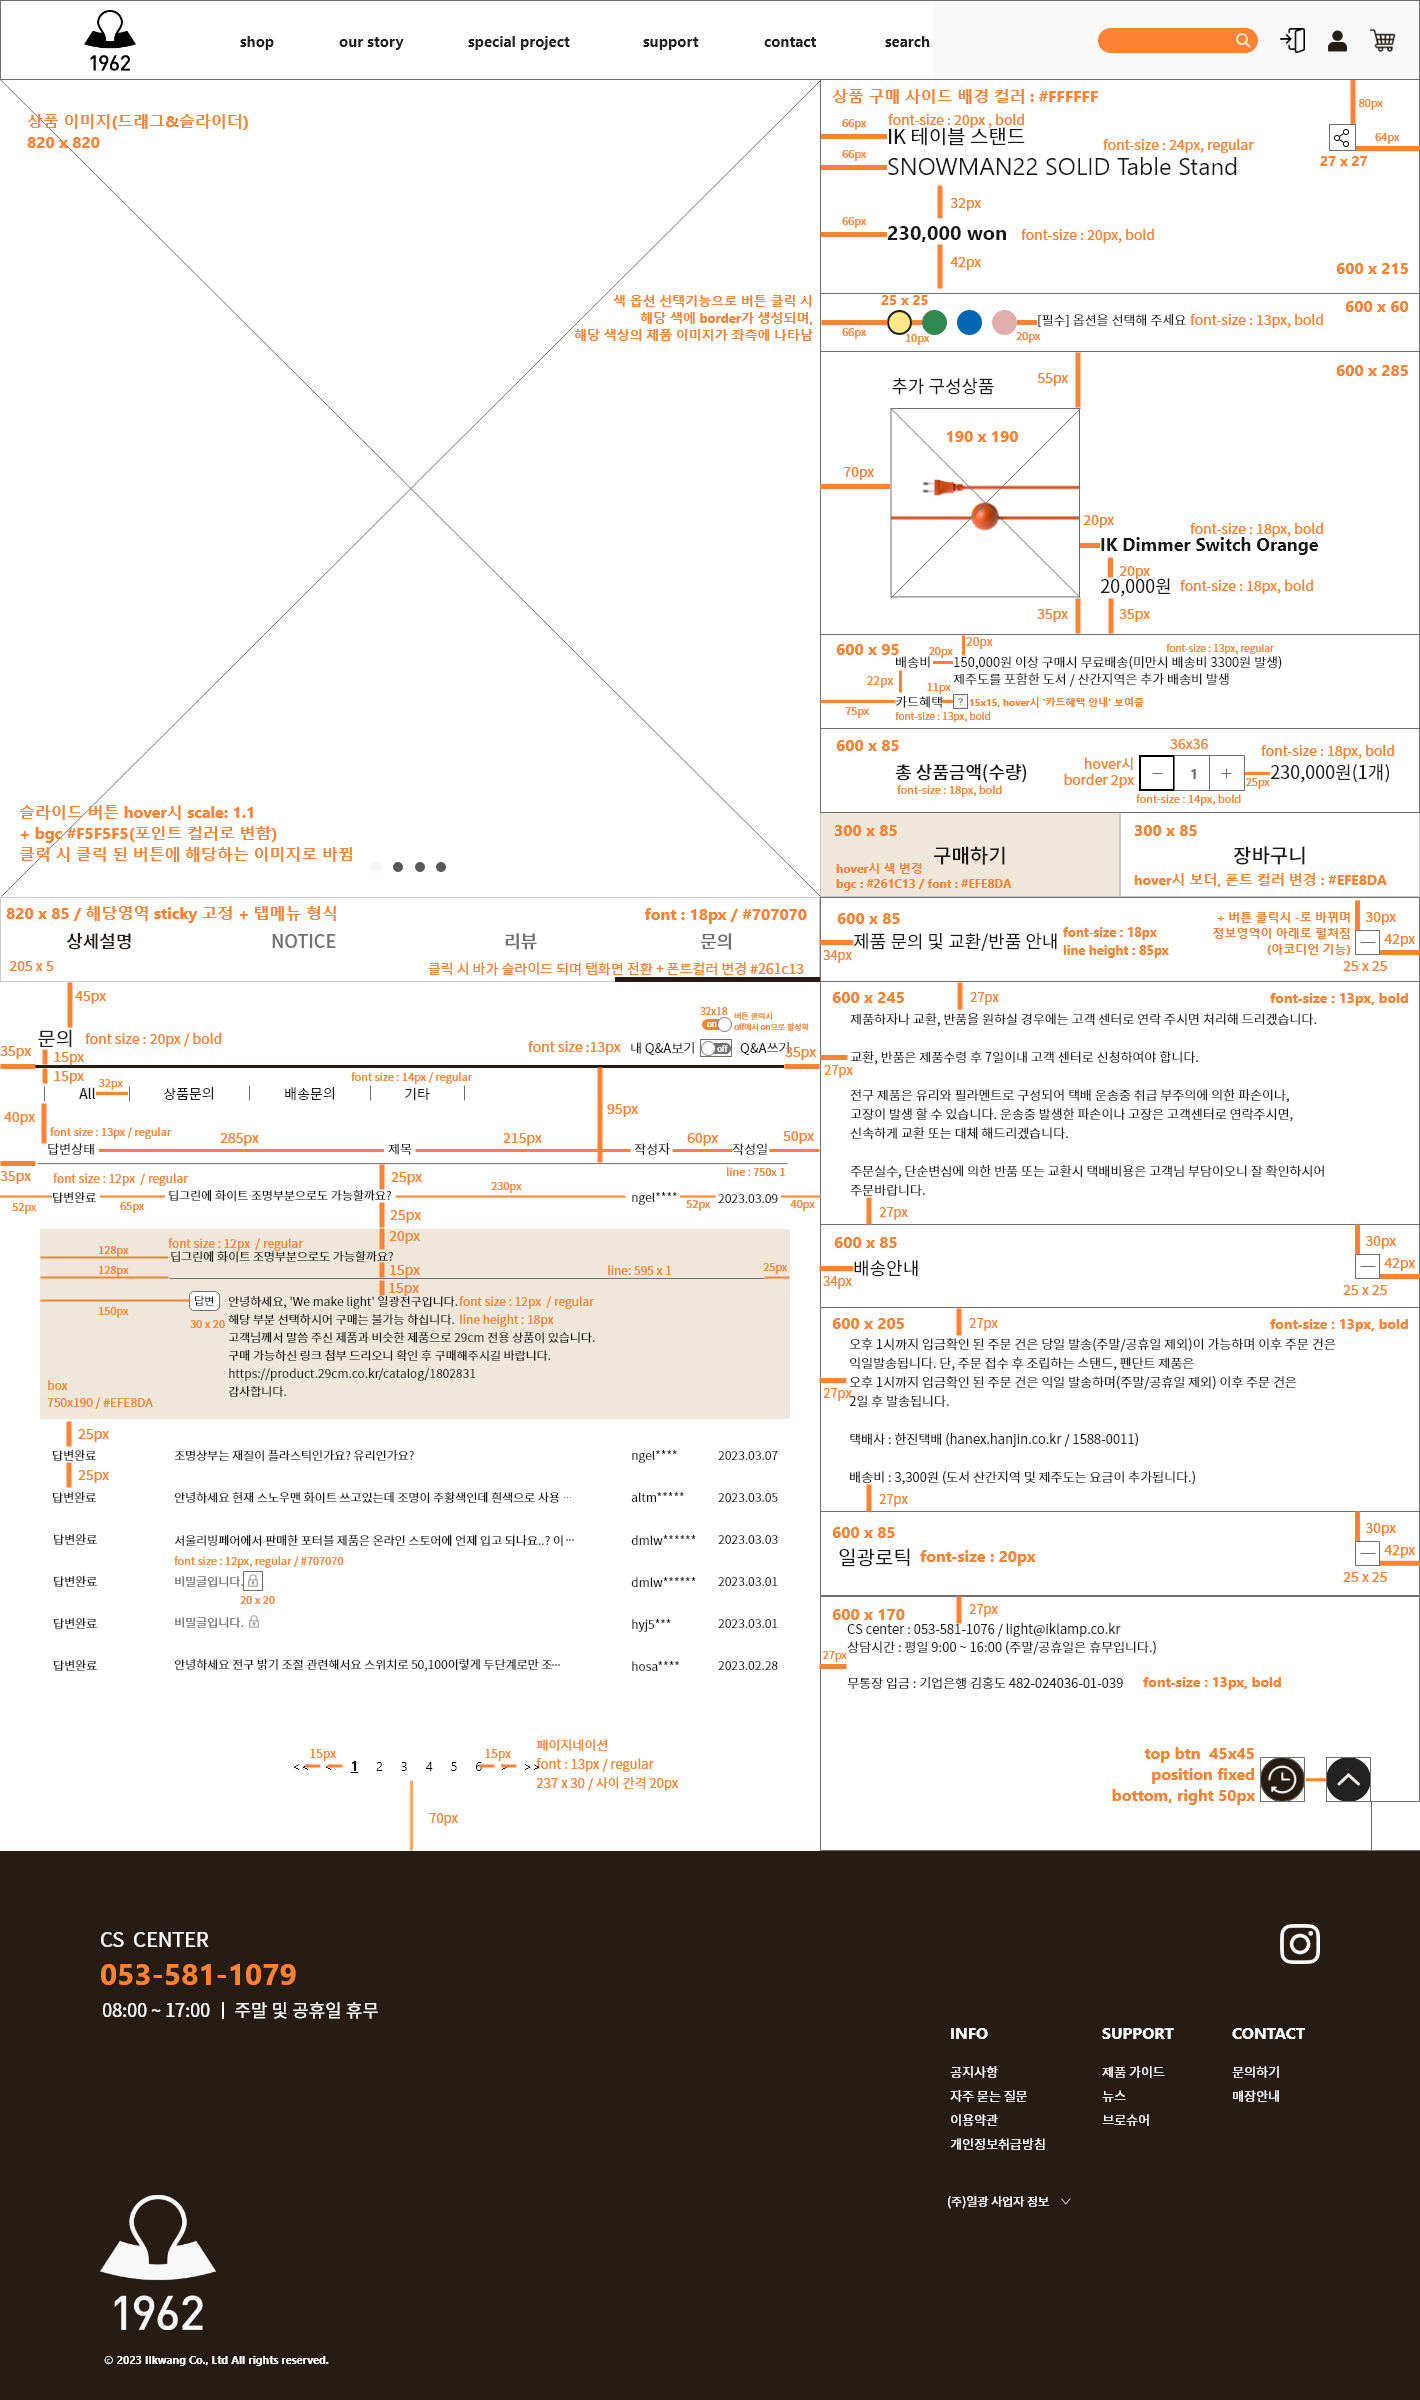 shop
our story
special project
support
contact
search
1962
상품 이미지(드래그&슬라이더)
820 x 820
색 옵션 선택기능으로 버튼 클릭 시
해당 색에 border가 생성되며,
해당 색상의 제품 이미지가 좌측에 나타남
슬라이드 버튼 hover시 scale: 1.1
+ bgc #F5F5F5(포인트 컬러로 변함)
클릭 시 클릭 된 버튼에 해당하는 이미지로 바뀜
상품 구매 사이드 배경 컬러 : #FFFFFF
80px
66px
font-size : 20px , bold
IK 테이블 스탠드
font-size : 24px, regular
64px
27 x 27
66px
SNOWMAN22 SOLID Table Stand
32px
66px
230,000 won
font-size : 20px, bold
42px
600 x 215
25 x 25
600 x 60
66px
10px
20px
[필수] 옵션을 선택해 주세요
font-size : 13px, bold
600 x 285
추가 구성상품
55px
190 x 190
70px
20px
font-size : 18px, bold
IK Dimmer Switch Orange
20px
20,000원
font-size : 18px, bold
35px
35px
600 x 95
20px
20px
font-size : 13px, regular
배송비
150,000원 이상 구매시 무료배송(미만시 배송비 3300원 발생)
제주도를 포함한 도서 / 산간지역은 추가 배송비 발생
22px
11px
카드혜택
?
15x15, hover시 '카드혜택 안내' 보여줌
75px
font-size : 13px, bold
600 x 85
36x36
font-size : 18px, bold
총 상품금액(수량)
hover시
border 2px
1
25px
230,000원(1개)
font-size : 18px, bold
font-size : 14px, bold
300 x 85
구매하기
hover시 색 변경
bgc : #261C13 / font : #EFE8DA
300 x 85
장바구니
hover시 보더, 폰트 컬러 변경 : #EFE8DA
820 x 85 / 해당영역 sticky 고정 + 탭메뉴 형식
font : 18px / #707070
상세설명
NOTICE
리뷰
문의
205 x 5
클릭 시 바가 슬라이드 되며 탭화면 전환 + 폰트컬러 변경 #261c13
45px
문의
font size : 20px / bold
32x18
버튼 클릭시
off에서 on으로 활성화
on
font size :13px
내 Q&A보기
off
Q&A쓰기
35px
35px
15px
15px
32px
font size : 14px / regular
All
상품문의
배송문의
기타
40px
95px
font size : 13px / regular
285px
215px
60px
50px
답변상태
제목
작성자
작성일
35px
font size : 12px / regular
25px
line : 750x 1
230px
답변완료
딥그린에 화이트 조명부분으로도 가능할까요?
ngel****
2023.03.09
52px
65px
52px
40px
25px
20px
font size : 12px / regular
128px
딥그린에 화이트 조명부분으로도 가능할까요?
128px
15px
line: 595 x 1
25px
15px
150px
답변
30 x 20
안녕하세요, 'We make light' 일광전구입니다.
font size : 12px / regular
해당 부분 선택하시어 구매는 불가능 하십니다.
line height : 18px
고객님께서 말씀 주신 제품과 비슷한 제품으로 29cm 전용 상품이 있습니다.
구매 가능하신 링크 첨부 드리오니 확인 후 구매해주시길 바랍니다.
https://product.29cm.co.kr/catalog/1802831
감사합니다.
box
750x190 / #EFE8DA
25px
답변완료
조명상부는 재질이 플라스틱인가요? 유리인가요?
ngel****
2023.03.07
25px
답변완료
안녕하세요 현재 스노우맨 화이트 쓰고있는데 조명이 주황색인데 흰색으로 사용 …
altm*****
2023.03.05
답변완료
서울리빙페어에서 판매한 포터블 제품은 온라인 스토어에 언제 입고 되나요..? 이…
dmlw******
2023.03.03
font size : 12px, regular / #707070
답변완료
비밀글입니다.
dmlw******
2023.03.01
20 x 20
답변완료
비밀글입니다.
hyj5***
2023.03.01
답변완료
안녕하세요 전구 밝기 조절 관련해서요 스위치로 50,100이렇게 두단계로만 조…
hosa****
2023.02.28
<< < 1 2 3 4 5 6 > >>
15px
15px
페이지네이션
font : 13px / regular
237 x 30 / 사이 간격 20px
70px
600 x 85
34px
제품 문의 및 교환/반품 안내
font-size : 18px
line height : 85px
+ 버튼 클릭시 -로 바뀌며
정보영역이 아래로 펼쳐짐
(아코디언 기능)
30px
42px
25 x 25
600 x 245
27px
font-size : 13px, bold
제품하자나 교환, 반품을 원하실 경우에는 고객 센터로 연락 주시면 처리해 드리겠습니다.
교환, 반품은 제품수령 후 7일이내 고객 센터로 신청하여야 합니다.
27px
전구 제품은 유리와 필라멘트로 구성되어 택배 운송중 취급 부주의에 의한 파손이나,
고장이 발생 할 수 있습니다. 운송중 발생한 파손이나 고장은 고객센터로 연락주시면,
신속하게 교환 또는 대체 해드리겠습니다.
주문실수, 단순변심에 의한 반품 또는 교환시 택배비용은 고객님 부담이오니 잘 확인하시어
주문바랍니다.
27px
600 x 85
34px
배송안내
30px
42px
25 x 25
600 x 205
27px
font-size : 13px, bold
오후 1시까지 입금확인 된 주문 건은 당일 발송(주말/공휴일 제외)이 가능하며 이후 주문 건은
익일발송됩니다. 단, 주문 접수 후 조립하는 스탠드, 펜던트 제품은
오후 1시까지 입금확인 된 주문 건은 익일 발송하며(주말/공휴일 제외) 이후 주문 건은
27px
2일 후 발송됩니다.
택배사 : 한진택배 (hanex.hanjin.co.kr / 1588-0011)
배송비 : 3,300원 (도서 산간지역 및 제주도는 요금이 추가됩니다.)
27px
600 x 85
일광로틱
font-size : 20px
30px
42px
25 x 25
600 x 170
27px
CS center : 053-581-1076 / light@iklamp.co.kr
상담시간 : 평일 9:00 ~ 16:00 (주말/공휴일은 휴무입니다.)
27px
무통장 입금 : 기업은행 김홍도 482-024036-01-039
font-size : 13px, bold
top btn 45x45
position fixed
bottom, right 50px
CS CENTER
053-581-1079
08:00 ~ 17:00 | 주말 및 공휴일 휴무
INFO
공지사항
자주 묻는 질문
이용약관
개인정보취급방침
SUPPORT
제품 가이드
뉴스
브로슈어
CONTACT
문의하기
매장안내
(주)일광 사업자 정보
1962
© 2023 Ilkwang Co., Ltd All rights reserved.